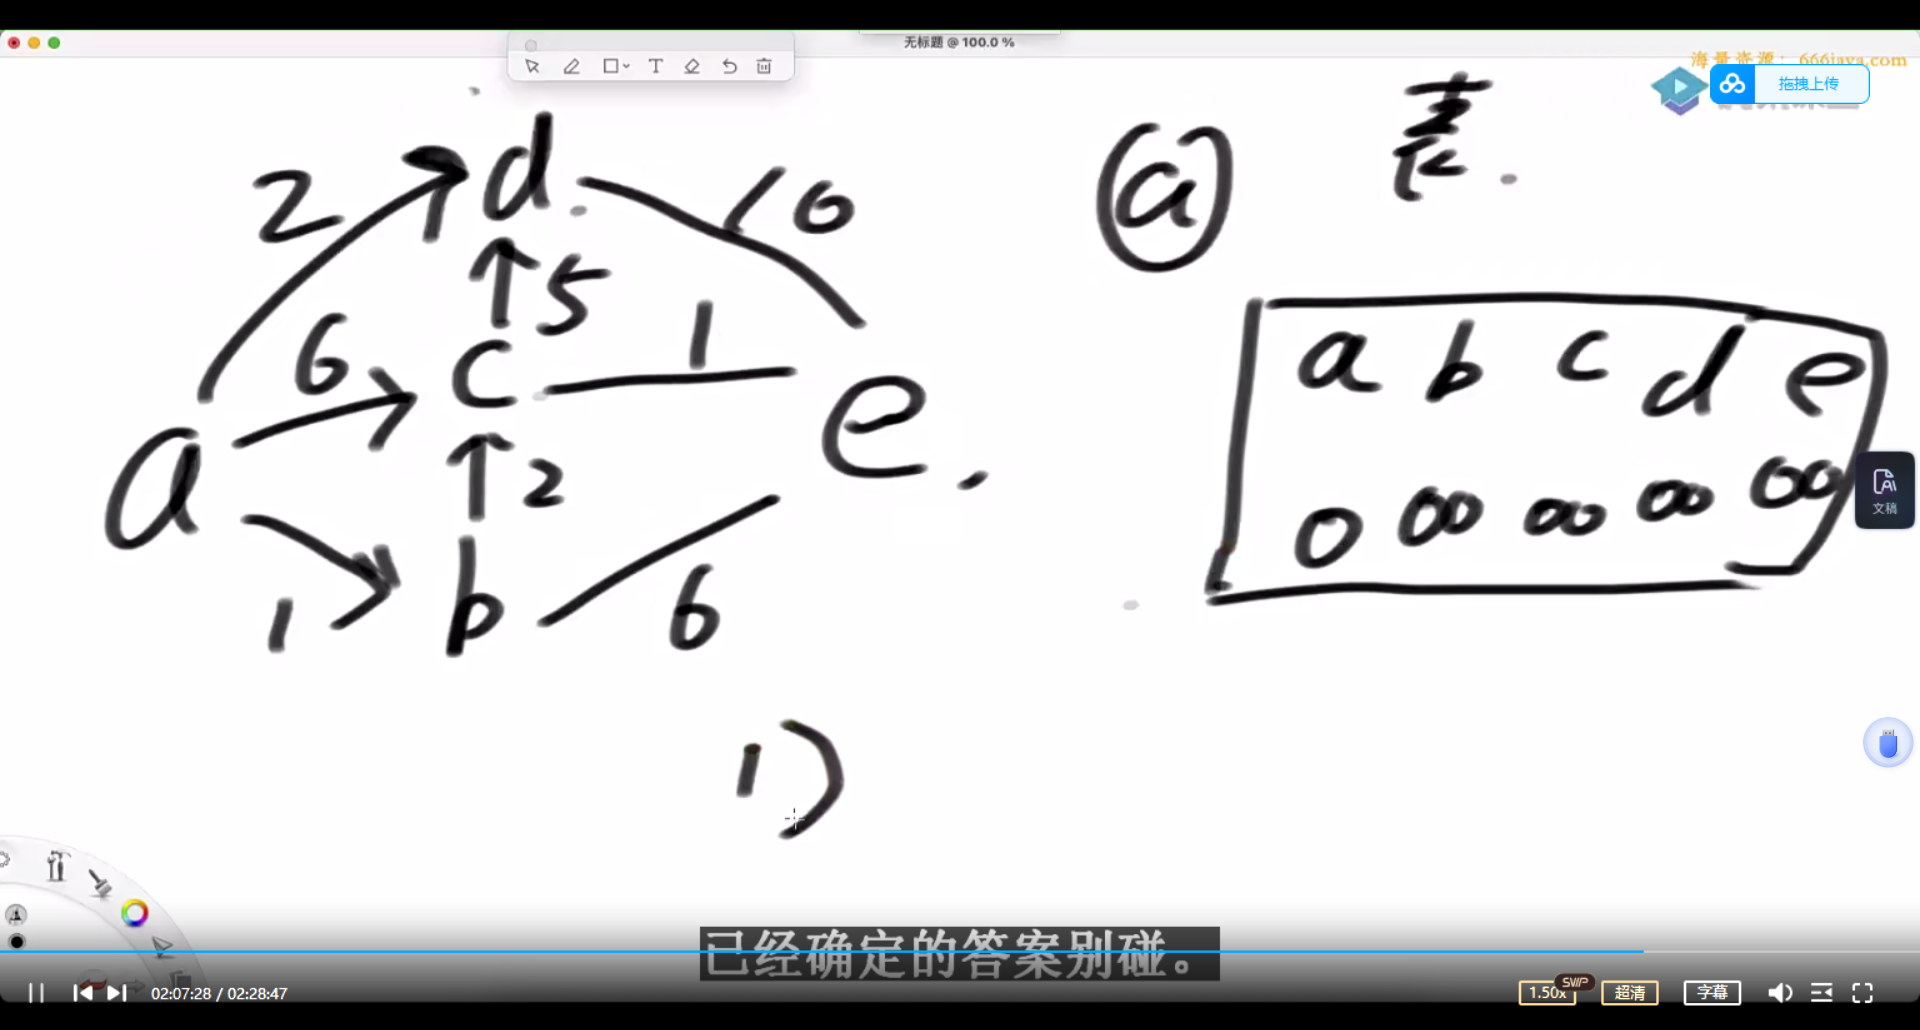 无标题 @ 100.0 %
海量资源：666java.com
拖拽上传
T
表.
2
d.
10
a
5
6
c
1
a b c d e
a
e.
2
0 ∞ ∞ ∞ ∞
文稿
1
b
6
1)
已经确定的答案别碰。
02:07:28 / 02:28:47
1.50x
SVIP
超清
字幕